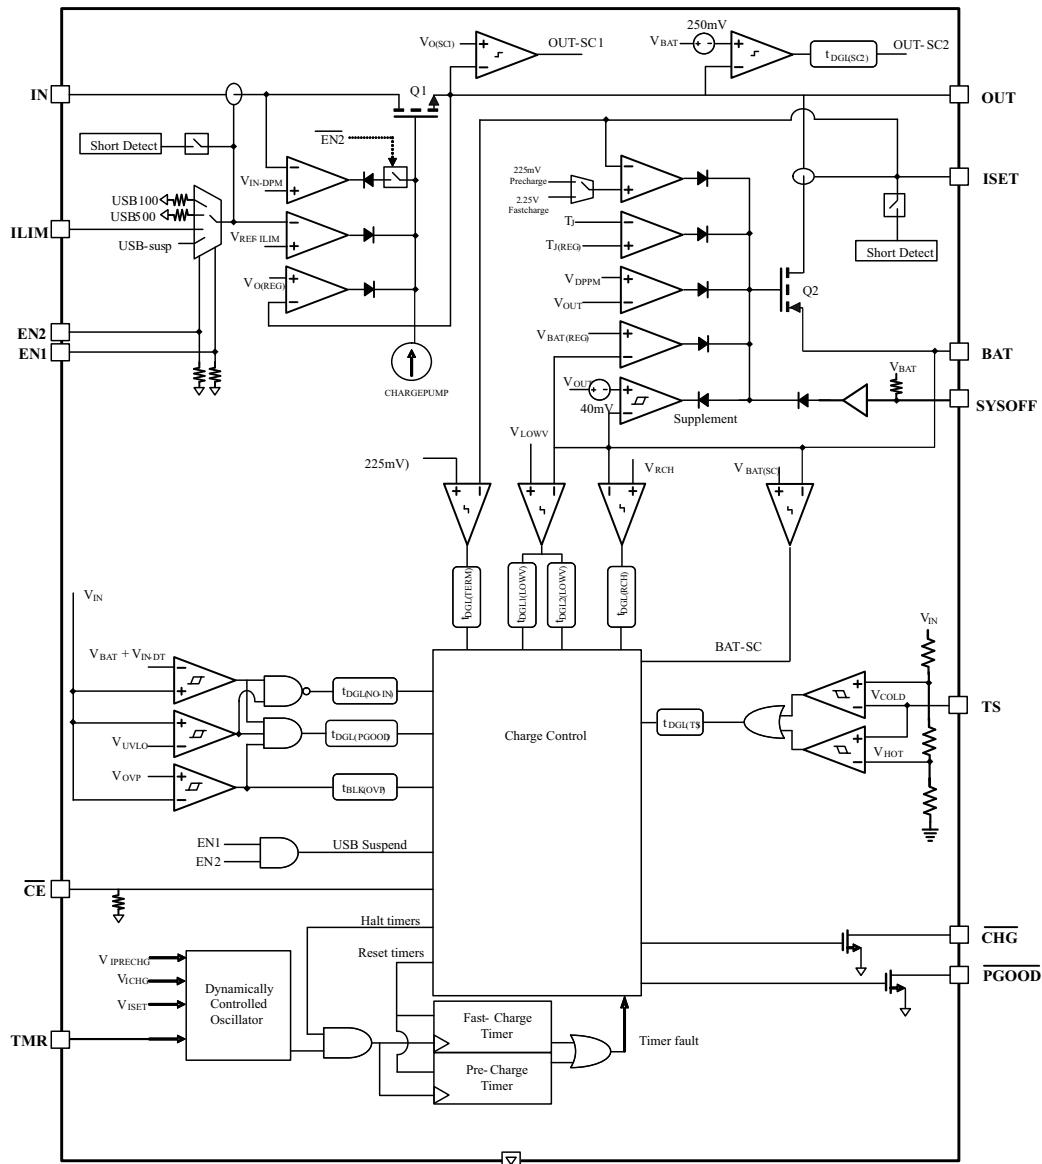 250mV
VO(SC1)
OUT-SC1
VBAT
tDGL(SC2)
OUT-SC2
IN
Q1
OUT
Short Detect
EN2
VIN-DPM
225mV
Precharge
2.25V
Fastcharge
ISET
USB100
USB500
ILIM
USB-susp
VREF-ILIM
TJ
TJ(REG)
Short Detect
VO(REG)
VDPPM
VOUT
Q2
EN2
EN1
VBAT(REG)
BAT
CHARGEPUMP
VOUT
40mV
Supplement
VBAT
SYSOFF
225mV)
VLOWV
VRCH
VBAT(SC)
tDGL(TERM)
tDGL1(LOWV)
tDGL2(LOWV)
tDGL(RCH)
VIN
BAT-SC
VIN
VBAT + VIN-DT
tDGL(NO-IN)
VUVLO
tDGL(PGOOD)
VOVP
tBLK(OVP)
Charge Control
tDGL(TS)
VCOLD
VHOT
TS
EN1
EN2
USB Suspend
CE
Halt timers
Reset timers
CHG
PGOOD
VIPRECHG
VICHG
VISET
TMR
Dynamically
Controlled
Oscillator
Fast- Charge
Timer
Pre- Charge
Timer
Timer fault